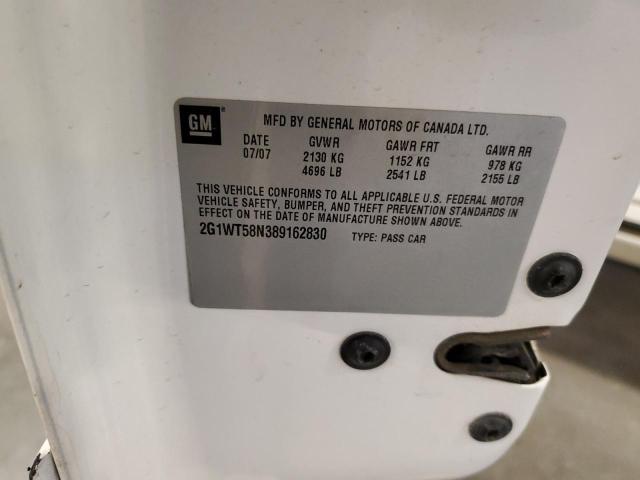 GM
®
MFD BY GENERAL MOTORS OF CANADA LTD.
DATE GVWR GAWR FRT GAWR RR
07/07 2130 KG 1152 KG 978 KG
4696 LB 2541 LB 2155 LB
THIS VEHICLE CONFORMS TO ALL APPLICABLE U.S. FEDERAL MOTOR
VEHICLE SAFETY, BUMPER, AND THEFT PREVENTION STANDARDS IN
EFFECT ON THE DATE OF MANUFACTURE SHOWN ABOVE.
2G1WT58N389162830 TYPE: PASS CAR